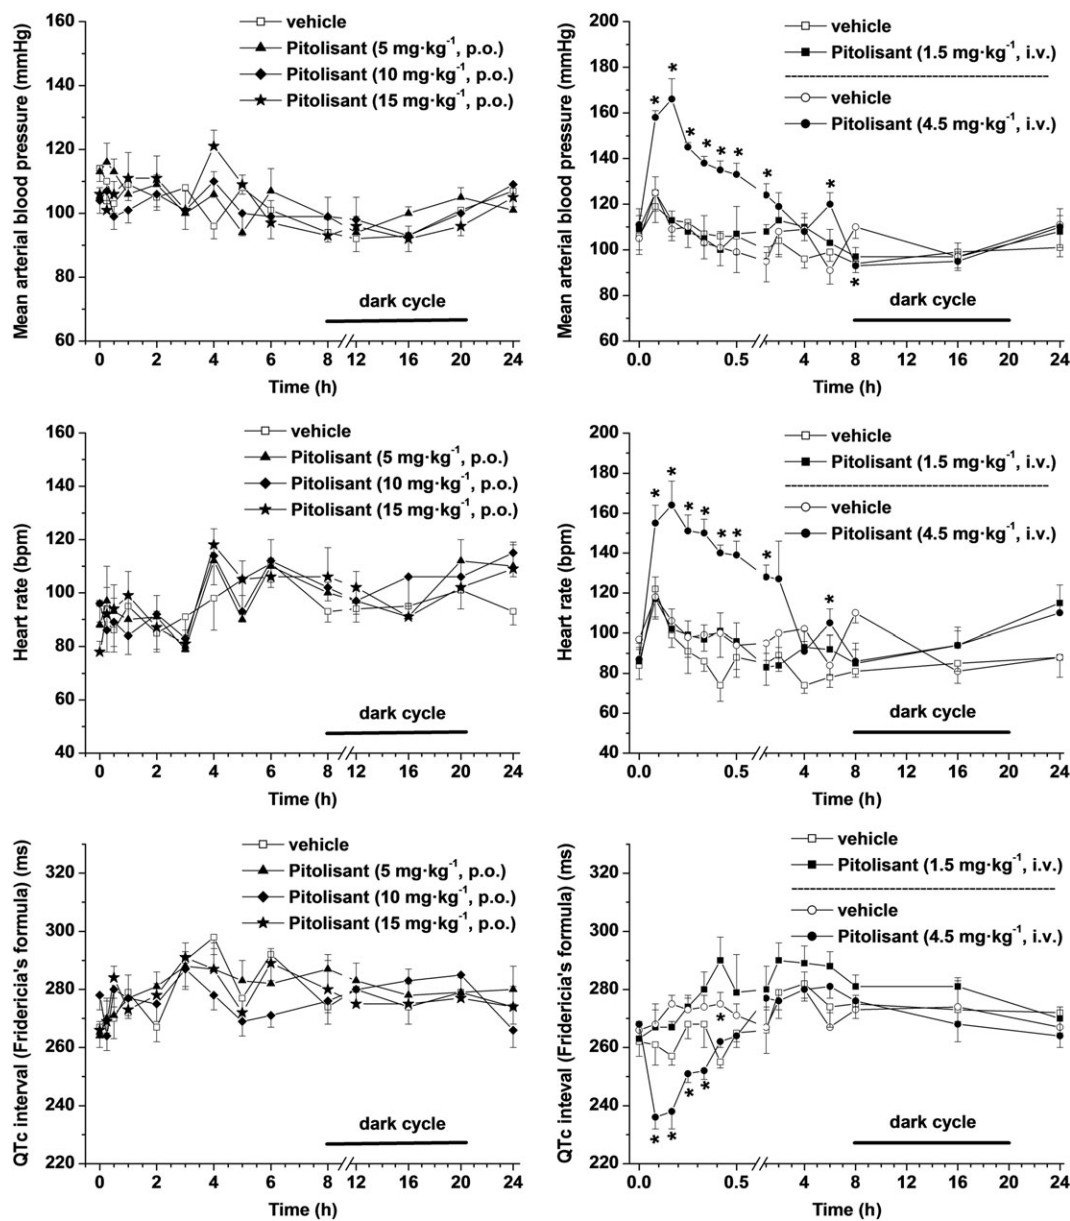 Mean arterial blood pressure (mmHg)
160
140
120
100
80
60
vehicle
Pitolisant (5 mg·kg⁻¹, p.o.)
Pitolisant (10 mg·kg⁻¹, p.o.)
Pitolisant (15 mg·kg⁻¹, p.o.)
dark cycle
0 2 4 6 8 12 16 20 24
Time (h)
Mean arterial blood pressure (mmHg)
200
180
160
140
120
100
80
60
vehicle
Pitolisant (1.5 mg·kg⁻¹, i.v.)
vehicle
Pitolisant (4.5 mg·kg⁻¹, i.v.)
* * * * * * * * *
dark cycle
0.0 0.5 4 8 12 16 20 24
Time (h)
Heart rate (bpm)
160
140
120
100
80
60
40
vehicle
Pitolisant (5 mg·kg⁻¹, p.o.)
Pitolisant (10 mg·kg⁻¹, p.o.)
Pitolisant (15 mg·kg⁻¹, p.o.)
dark cycle
0 2 4 6 8 12 16 20 24
Time (h)
Heart rate (bpm)
200
180
160
140
120
100
80
60
40
vehicle
Pitolisant (1.5 mg·kg⁻¹, i.v.)
vehicle
Pitolisant (4.5 mg·kg⁻¹, i.v.)
* * * * * * * *
dark cycle
0.0 0.5 4 8 12 16 20 24
Time (h)
QTc interval (Fridericia's formula) (ms)
320
300
280
260
240
220
vehicle
Pitolisant (5 mg·kg⁻¹, p.o.)
Pitolisant (10 mg·kg⁻¹, p.o.)
Pitolisant (15 mg·kg⁻¹, p.o.)
dark cycle
0 2 4 6 8 12 16 20 24
Time (h)
QTc inteval (Fridericia's formula) (ms)
320
300
280
260
240
220
vehicle
Pitolisant (1.5 mg·kg⁻¹, i.v.)
vehicle
Pitolisant (4.5 mg·kg⁻¹, i.v.)
* * * * *
dark cycle
0.0 0.5 4 8 12 16 20 24
Time (h)